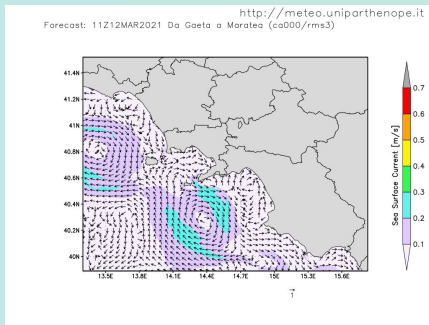 http://meteo.uniparthenope.it
Forecast: 11Z12MAR2021 Da Gaeta a Maratea (ca000/rms3)
41.4N
41.2N
41N
40.8N
40.6N
40.4N
40.2N
40N
13.5E 13.8E 14.1E 14.4E 14.7E 15E 15.3E 15.6E
1
Sea Surface Current [m/s]
0.7
0.6
0.5
0.4
0.3
0.2
0.1